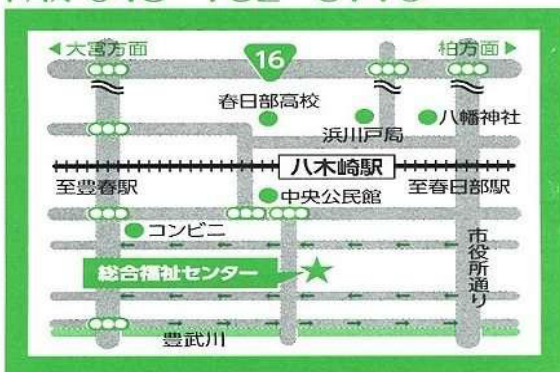 ◀大宮方面
16
柏方面▶
春日部高校
浜川戸局
八幡神社
八木崎駅
至豊春駅
至春日部駅
中央公民館
コンビニ
市役所通り
総合福祉センター
豊武川